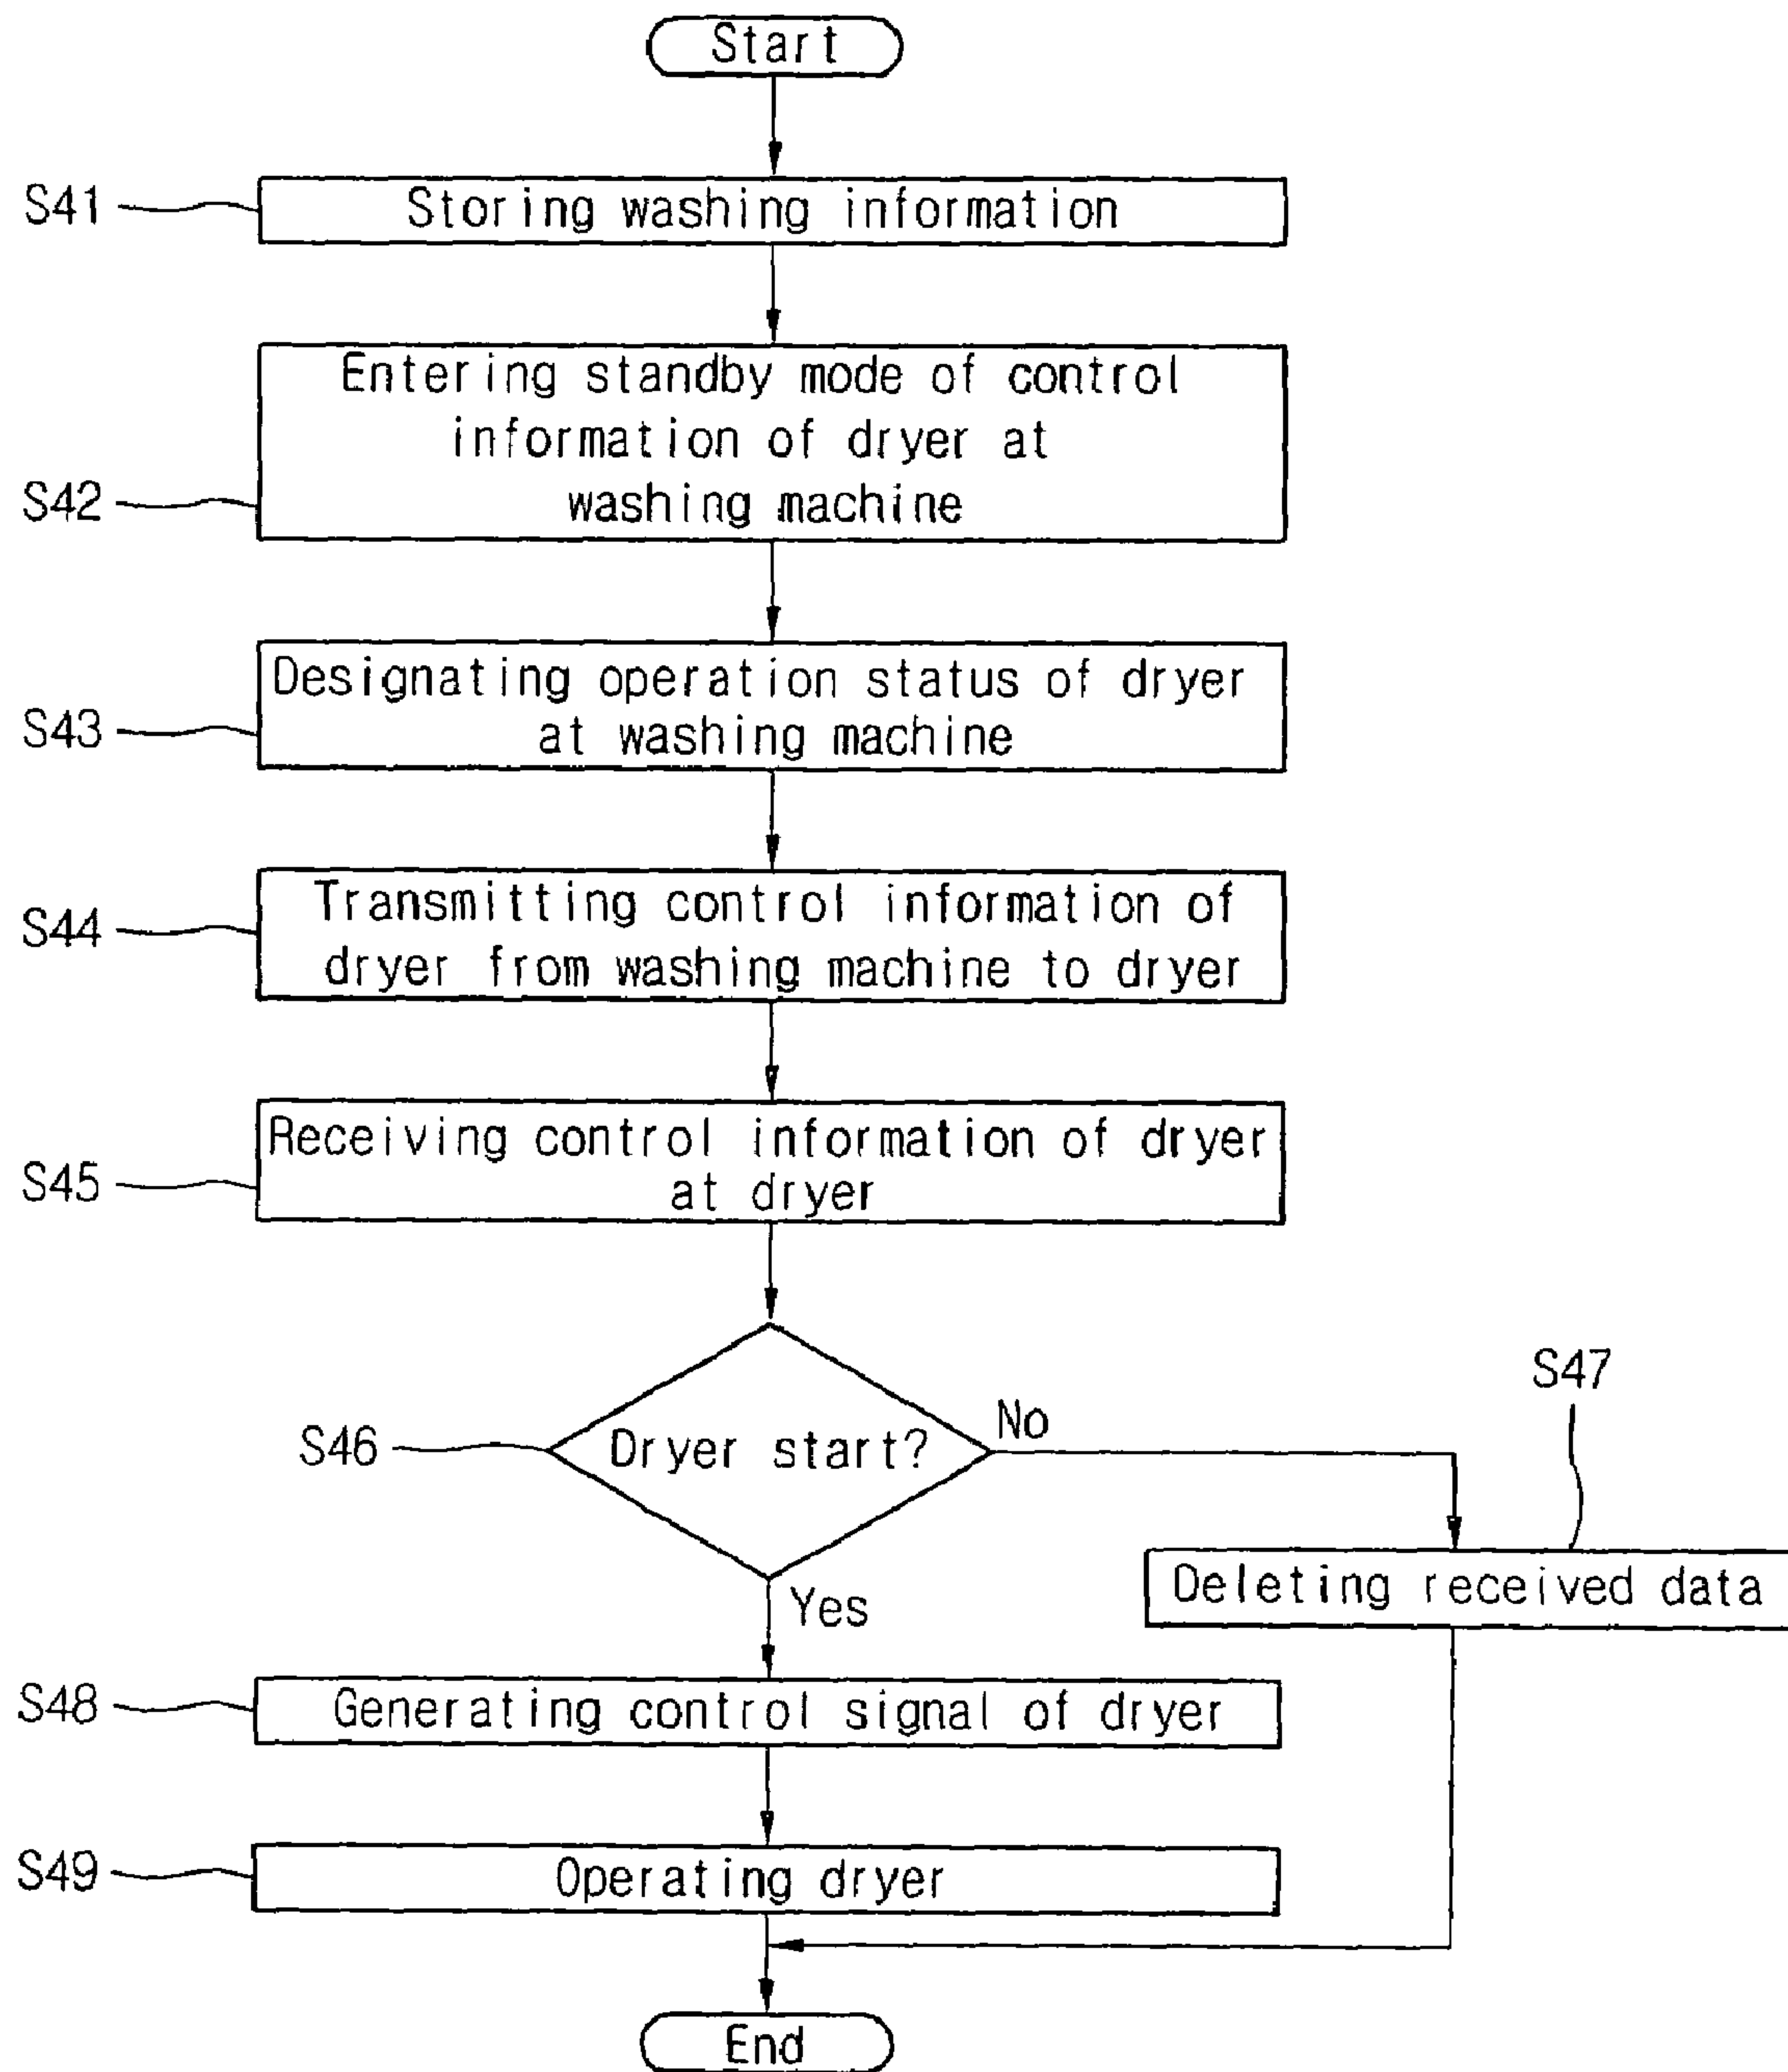 Start
S41
Storing washing information
S42
Entering standby mode of control
information of dryer at
washing machine
S43
Designating operation status of dryer
at washing machine
S44
Transmitting control information of
dryer from washing machine to dryer
S45
Receiving control information of dryer
at dryer
S46
Dryer start?
No
S47
Deleting received data
Yes
S48
Generating control signal of dryer
S49
Operating dryer
End